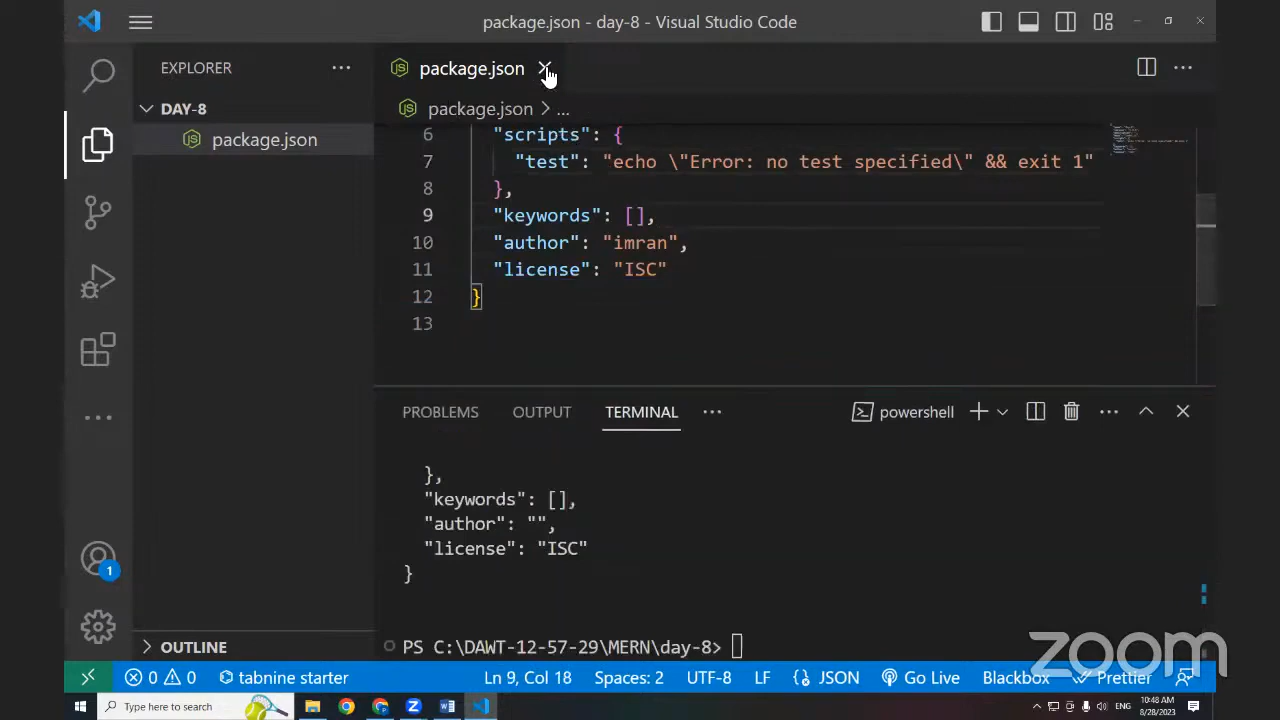 package.json - day-8 - Visual Studio Code
EXPLORER
package.json
DAY-8
package.json > ...
package.json
6 "scripts": {
7 "test": "echo \"Error: no test specified\" && exit 1"
8 },
9 "keywords": [],
10 "author": "imran",
11 "license": "ISC"
12 }
13
PROBLEMS OUTPUT TERMINAL powershell
},
"keywords": [],
"author": "",
"license": "ISC"
}
1
PS C:\DAWT-12-57-29\MERN\day-8>
OUTLINE
zoom
0 0 tabnine starter Ln 9, Col 18 Spaces: 2 UTF-8 LF {} JSON Go Live Blackbox Prettier
Type here to search
ENG
10:48 AM
8/28/2023